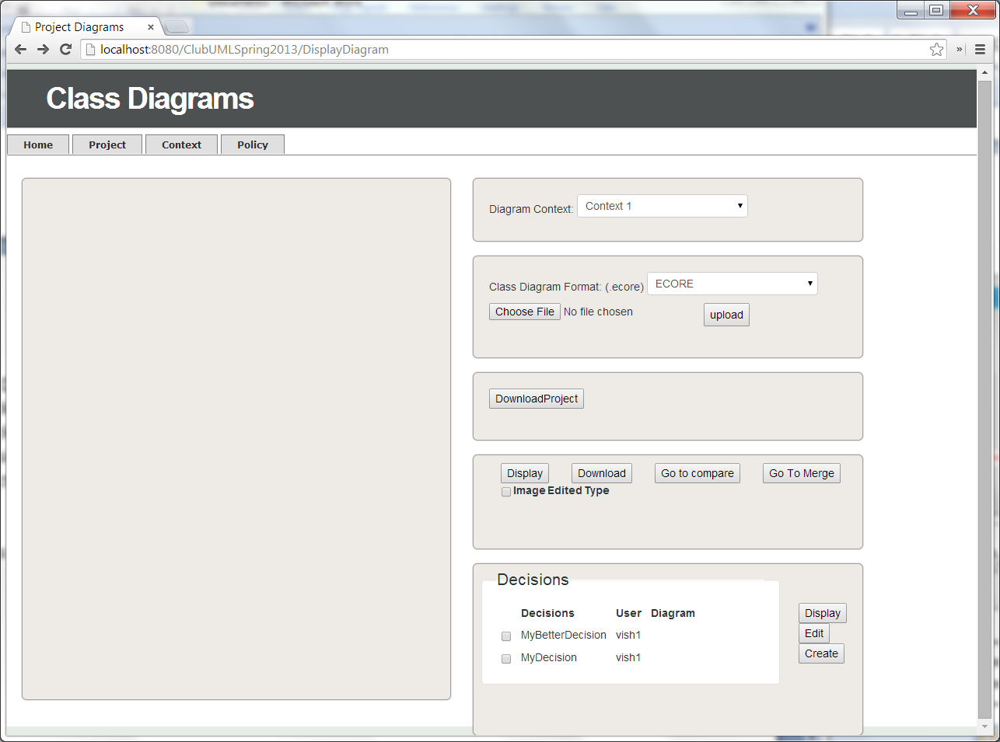 Project Diagrams
localhost:8080/ClubUMLSpring2013/DisplayDiagram
Class Diagrams
Home Project Context Policy
Diagram Context: Context 1
Class Diagram Format: (.ecore) ECORE
Choose File No file chosen upload
DownloadProject
Display Download Go to compare Go To Merge
Image Edited Type
Decisions
Decisions User Diagram
MyBetterDecision vish1
MyDecision vish1
Display
Edit
Create